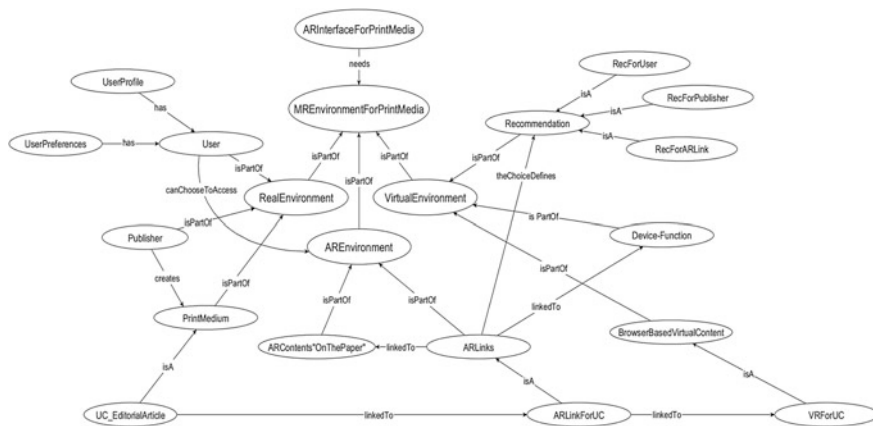 ARInterfaceForPrintMedia
needs
UserProfile
RecForUser
has
isA
MREnvironmentForPrintMedia
RecForPublisher
isA
Recommendation
UserPreferences
has
User
isA
RecForARLink
isPartOf
isPartOf
isPartOf
isPartOf
canChooseToAccess
isPartOf
theChoiceDefines
RealEnvironment
VirtualEnvironment
isPartOf
is PartOf
Publisher
AREnvironment
Device-Function
isPartOf
isPartOf
creates
isPartOf
isPartOf
linkedTo
PrintMedium
BrowserBasedVirtualContent
ARContents"OnThePaper"
linkedTo
ARLinks
isA
isA
isA
UC_EditorialArticle
linkedTo
ARLinkForUC
linkedTo
VRForUC